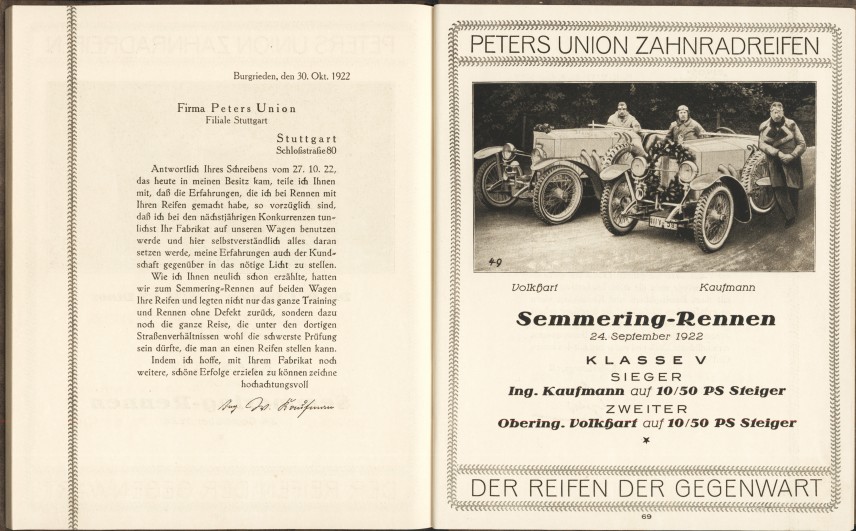 Burgrieden, den 30. Okt. 1922
Firma Peters Union
Filiale Stuttgart
Stuttgart
Schloßstraße 80
Antwortlich Ihres Schreibens vom 27. 10. 22,
das heute in meinen Besitz kam, teile ich Ihnen
mit, daß die Erfahrungen, die ich bei Rennen mit
Ihren Reifen gemacht habe, so vorzüglich sind,
daß ich bei den nächstjährigen Konkurrenzen tun-
lichst Ihr Fabrikat auf unseren Wagen benutzen
werde und hier selbstverständlich alles daran
setzen werde, meine Erfahrungen auch der Kund-
schaft gegenüber in das nötige Licht zu stellen.
Wie ich Ihnen neulich schon erzählte, hatten
wir zum Semmering-Rennen auf beiden Wagen
Ihre Reifen und legten nicht nur das ganze Training
und Rennen ohne Defekt zurück, sondern dazu
noch die ganze Reise, die unter den dortigen
Straßenverhältnissen wohl die schwerste Prüfung
sein dürfte, die man an einen Reifen stellen kann.
Indem ich hoffe, mit Ihrem Fabrikat noch
weitere, schöne Erfolge erzielen zu können zeichne
hochachtungsvoll
Ing. W. Kaufmann
PETERS UNION ZAHNRADREIFEN
49
Volkhart Kaufmann
Semmering-Rennen
24. September 1922
KLASSE V
SIEGER
Ing. Kaufmann auf 10/50 PS Steiger
ZWEITER
Obering. Volkhart auf 10/50 PS Steiger
DER REIFEN DER GEGENWART
69